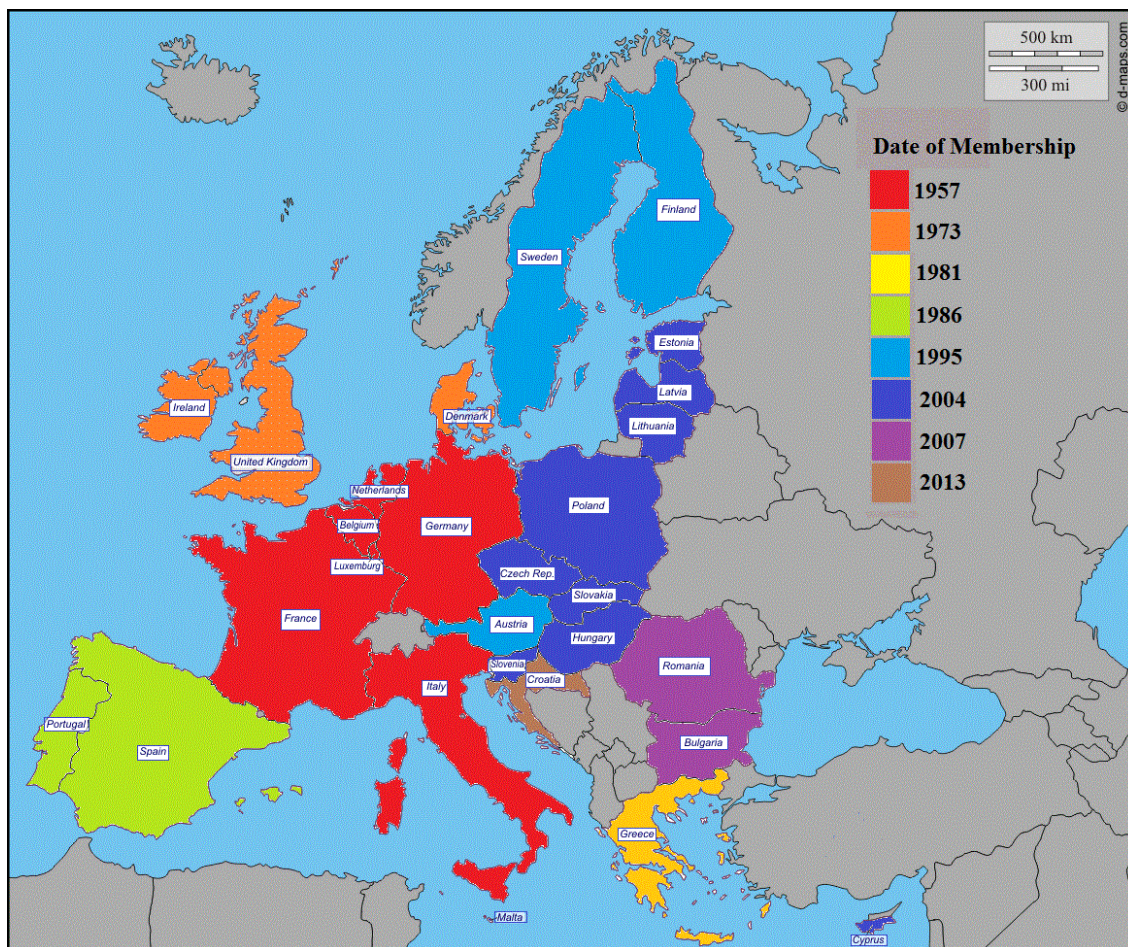 500 km
300 mi
© d-maps.com
Date of Membership
1957
1973
1981
1986
1995
2004
2007
2013
Finland
Sweden
Estonia
Latvia
Lithuania
Ireland
Denmark
United Kingdom
Netherlands
Belgium
Germany
Poland
Luxemburg
Czech Rep.
Slovakia
France
Austria
Hungary
Slovenia
Romania
Croatia
Italy
Portugal
Spain
Bulgaria
Greece
Malta
Cyprus